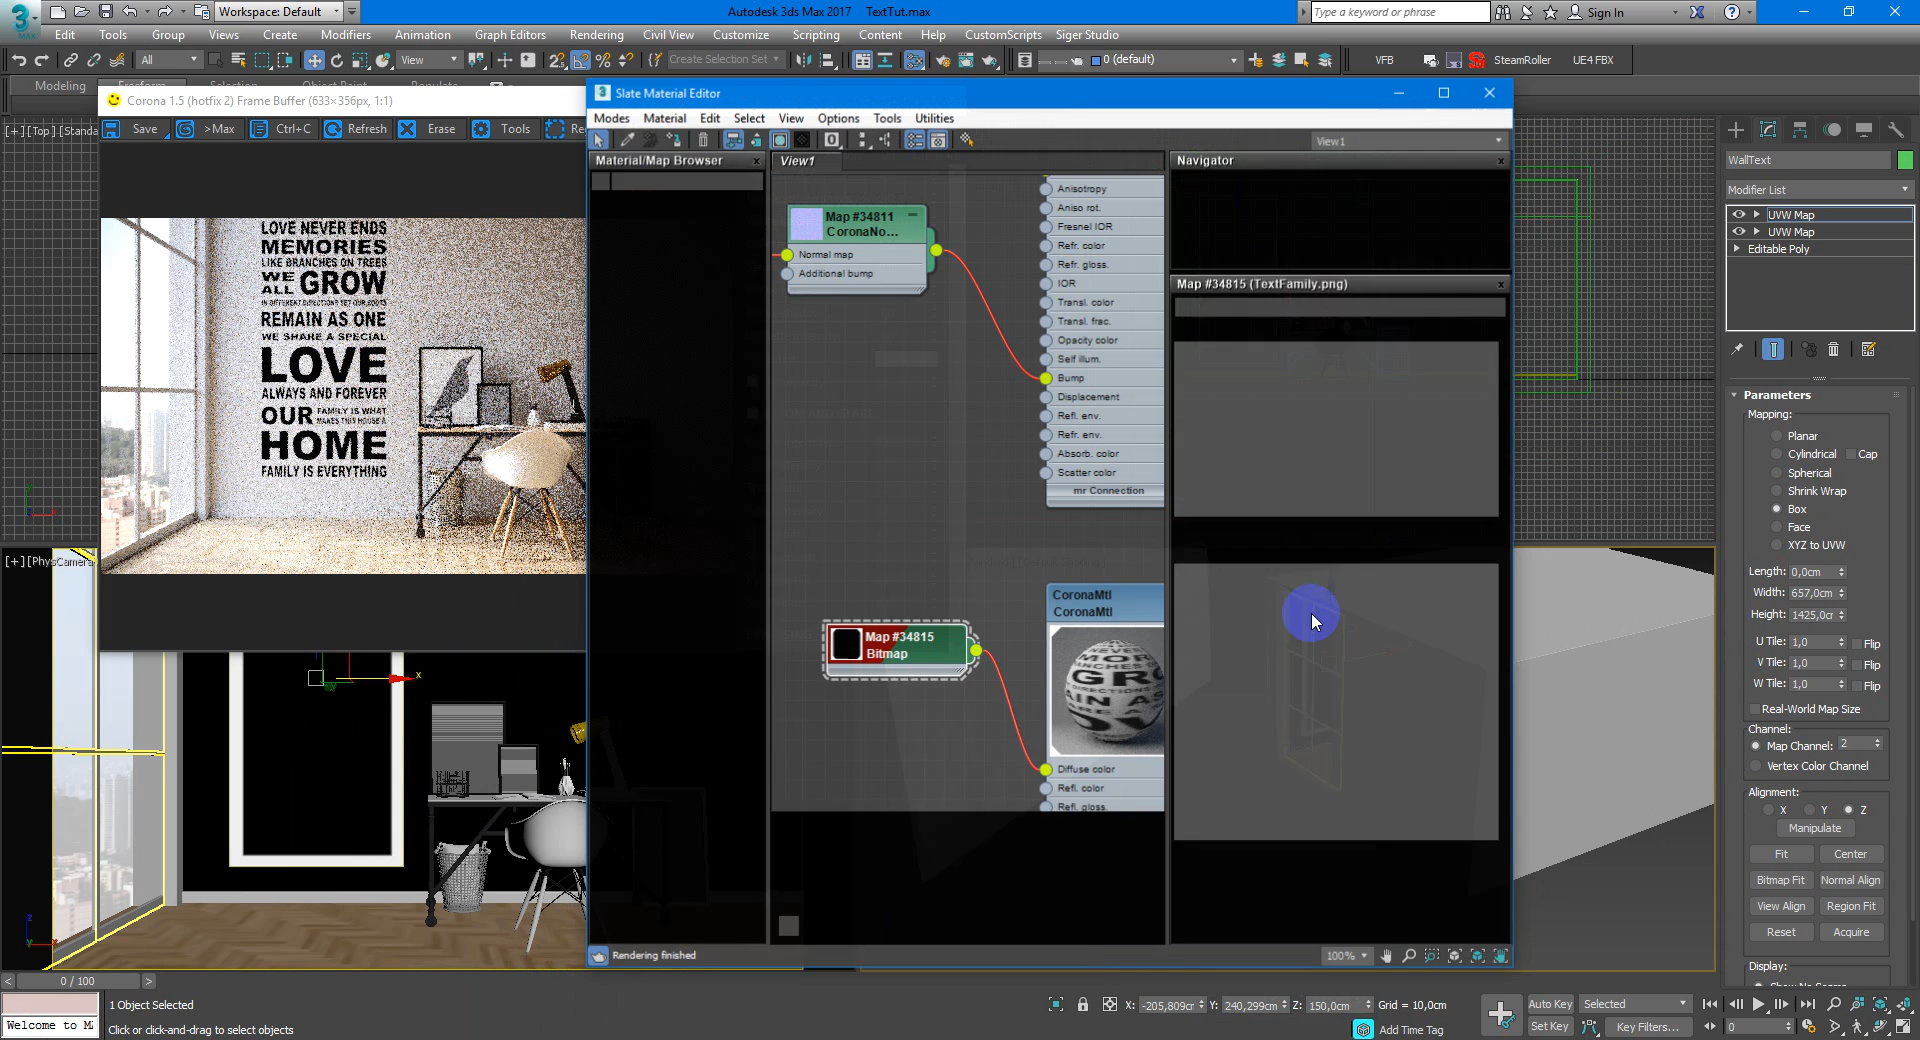 Workspace: Default
Autodesk 3ds Max 2017    TextTut.max
Type a keyword or phrase
Sign In
MAX
Edit
Tools
Group
Views
Create
Modifiers
Animation
Graph Editors
Rendering
Civil View
Customize
Scripting
Content
Help
CustomScripts
Siger Studio
All
View
Create Selection Set
0 (default)
VFB
SteamRoller
UE4 FBX
Modeling
Selection
Object Paint
Populate
Corona 1.5 (hotfix 2) Frame Buffer (633×356px, 1:1)
[+][Top][Standa
Save
>Max
Ctrl+C
Refresh
Erase
Tools
Re
LOVE NEVER ENDS
MEMORIES
LIKE BRANCHES ON TREES
WE ALL GROW
IN DIFFERENT DIRECTIONS YET OUR ROOTS
REMAIN AS ONE
WE SHARE A SPECIAL
LOVE
ALWAYS AND FOREVER
OUR FAMILY IS WHAT MAKES THIS HOUSE A
HOME
FAMILY IS EVERYTHING
[+][PhysCamera
x
Slate Material Editor
Modes
Material
Edit
Select
View
Options
Tools
Utilities
View1
Material/Map Browser
View1
Navigator
Map #34811
CoronaNo...
Normal map
Additional bump
Anisotropy
Aniso rot.
Fresnel IOR
Refr. color
Refr. gloss.
IOR
Transl. color
Transl. frac.
Opacity color
Self illum.
Bump
Displacement
Refl. env.
Refr. env.
Absorb. color
Scatter color
mr Connection
Map #34815
Bitmap
CoronaMtl
CoronaMtl
Diffuse color
Refl. color
Refl. gloss.
Map #34815 (TextFamily.png)
Rendering finished
100%
WallText
Modifier List
UVW Map
UVW Map
Editable Poly
Parameters
Mapping:
Planar
Cylindrical
Cap
Spherical
Shrink Wrap
Box
Face
XYZ to UVW
Length: 0,0cm
Width: 657,0cm
Height: 1425,0cr
U Tile: 1,0
Flip
V Tile: 1,0
Flip
W Tile: 1,0
Flip
Real-World Map Size
Channel:
Map Channel: 2
Vertex Color Channel
Alignment:
X
Y
Z
Manipulate
Fit
Center
Bitmap Fit
Normal Align
View Align
Region Fit
Reset
Acquire
Display:
0 / 100
Welcome to M
1 Object Selected
Click or click-and-drag to select objects
X: -205,809cr
Y: 240,299cm
Z: 150,0cm
Grid = 10,0cm
Add Time Tag
Auto Key
Selected
Set Key
Key Filters...
0